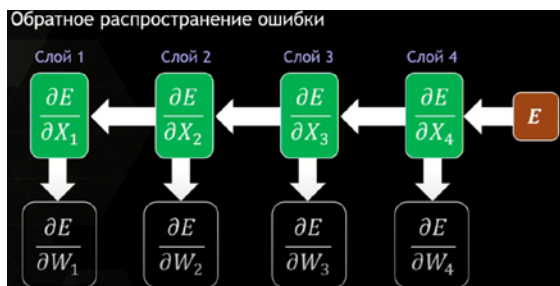 Обратное распространение ошибки
Слой 1 Слой 2 Слой 3 Слой 4
∂E/∂X₁ ∂E/∂X₂ ∂E/∂X₃ ∂E/∂X₄ E
∂E/∂W₁ ∂E/∂W₂ ∂E/∂W₃ ∂E/∂W₄